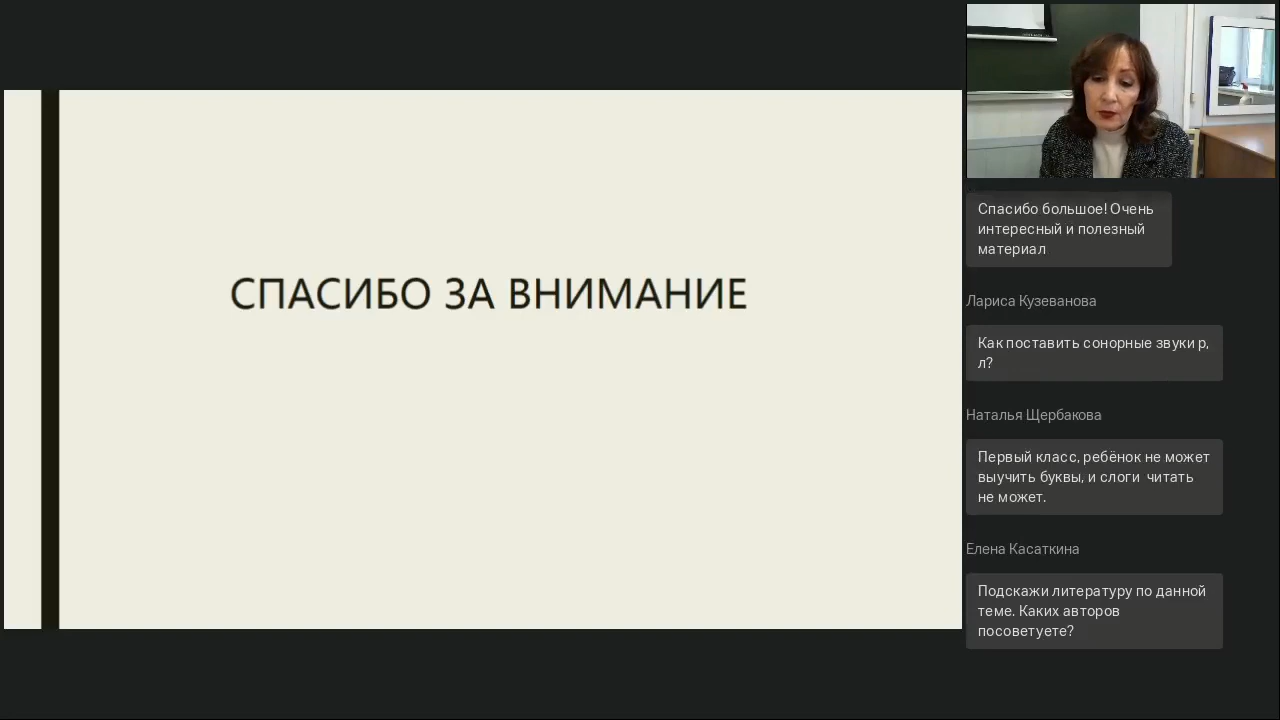 СПАСИБО ЗА ВНИМАНИЕ
Спасибо большое! Очень
интересный и полезный
материал
Лариса Кузеванова
Как поставить сонорные звуки р,
л?
Наталья Щербакова
Первый класс, ребёнок не может
выучить буквы, и слоги читать
не может.
Елена Касаткина
Подскажи литературу по данной
теме. Каких авторов
посоветуете?